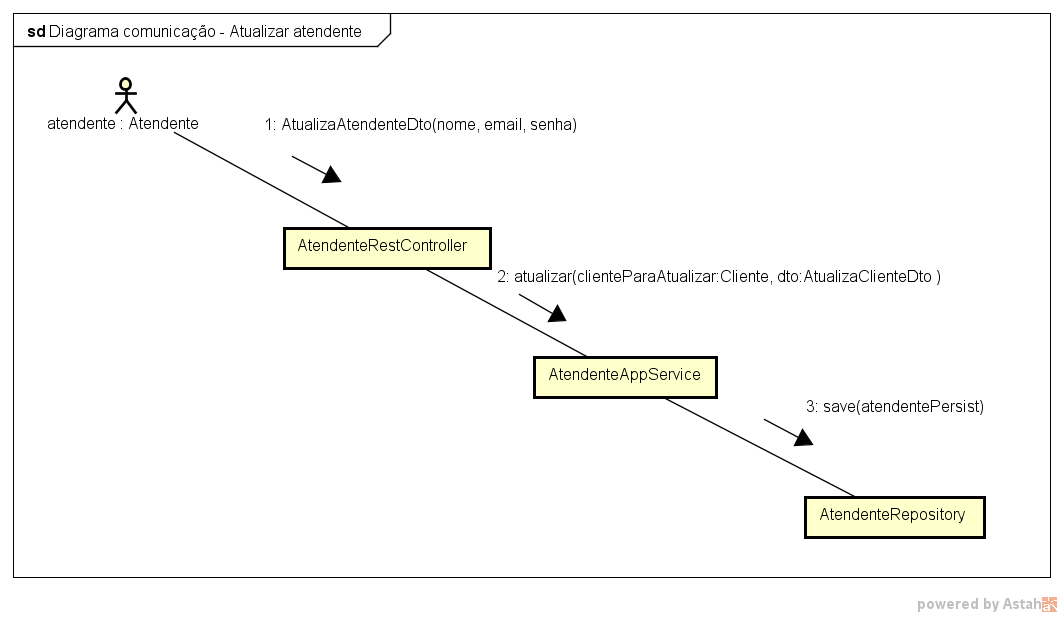 sd Diagrama comunicação - Atualizar atendente
atendente : Atendente
1: AtualizaAtendenteDto(nome, email, senha)
AtendenteRestController
2: atualizar(clienteParaAtualizar:Cliente, dto:AtualizaClienteDto )
AtendenteAppService
3: save(atendentePersist)
AtendenteRepository
powered by Astah